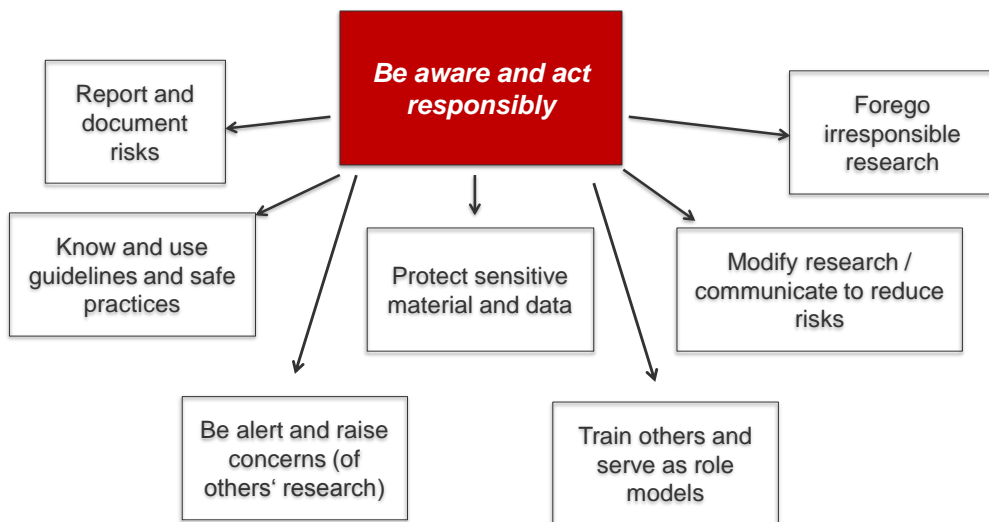 Be aware and act
responsibly
Report and
document
risks
Forego
irresponsible
research
Know and use
guidelines and safe
practices
Protect sensitive
material and data
Modify research /
communicate to reduce
risks
Be alert and raise
concerns (of
others‘ research)
Train others and
serve as role
models